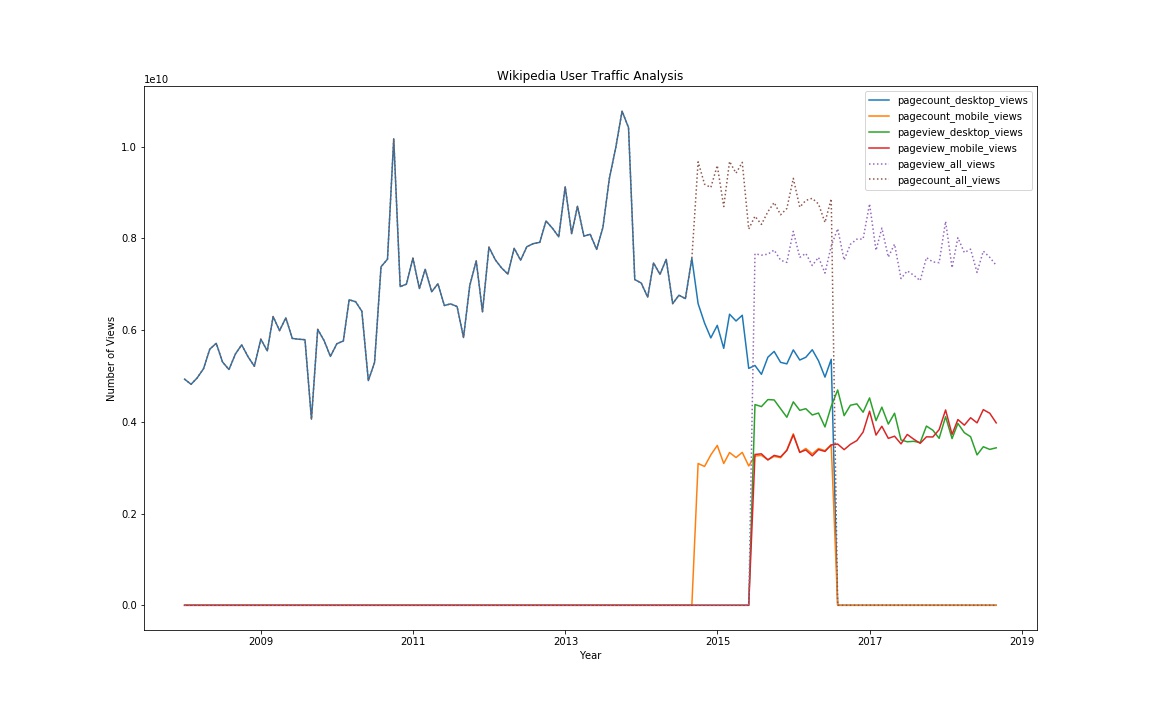 Wikipedia User Traffic Analysis
1e10
pagecount_desktop_views
pagecount_mobile_views
pageview_desktop_views
pageview_mobile_views
pageview_all_views
pagecount_all_views
1.0
0.8
0.6
0.4
0.2
0.0
Number of Views
2009 2011 2013 2015 2017 2019
Year